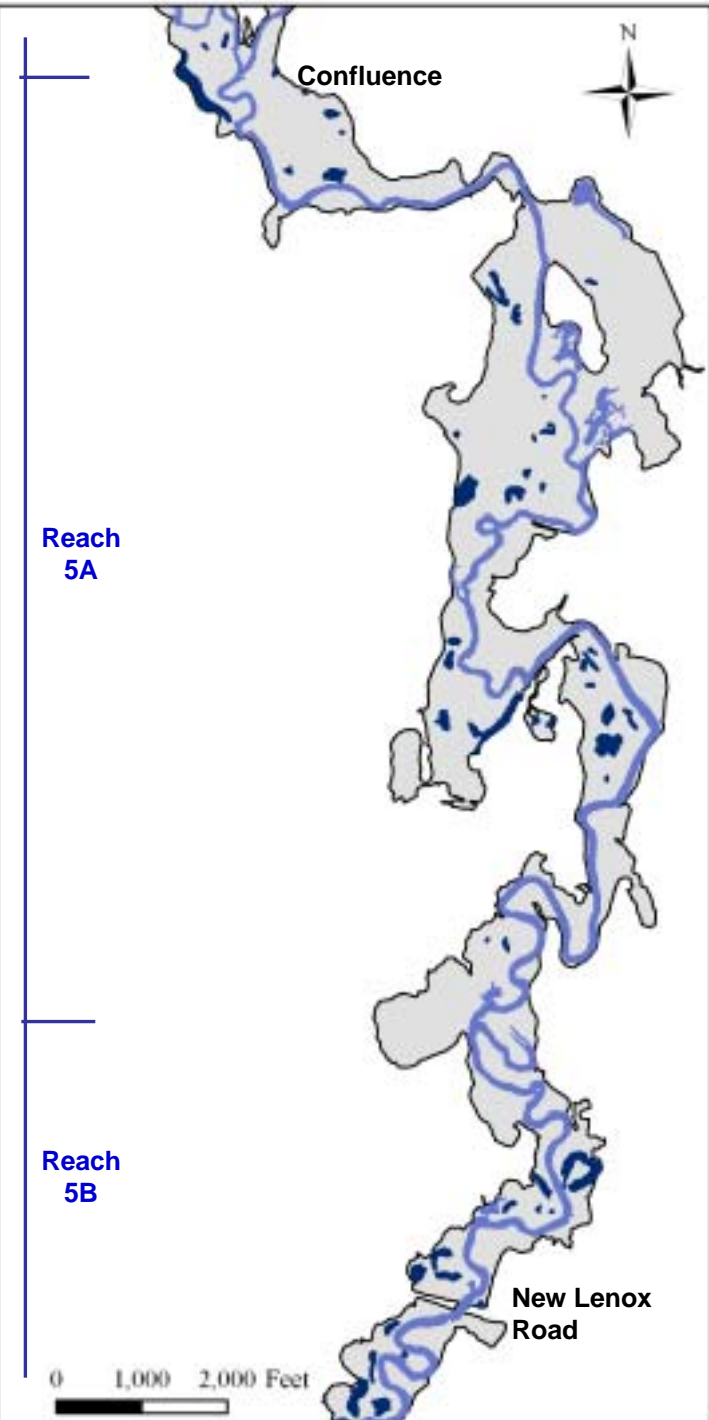 N
Confluence
Reach
5A
Reach
5B
New Lenox
Road
0 1,000 2,000 Feet